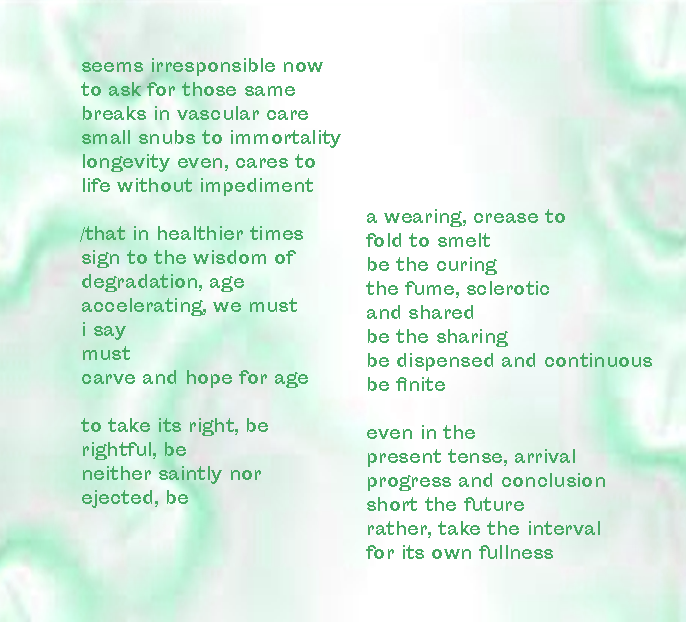 seems irresponsible now
to ask for those same
breaks in vascular care
small snubs to immortality
longevity even, cares to
life without impediment
/that in healthier times
sign to the wisdom of
degradation, age
accelerating, we must
i say
must
carve and hope for age
to take its right, be
rightful, be
neither saintly nor
ejected, be
a wearing, crease to
fold to smelt
be the curing
the fume, sclerotic
and shared
be the sharing
be dispensed and continuous
be finite
even in the
present tense, arrival
progress and conclusion
short the future
rather, take the interval
for its own fullness